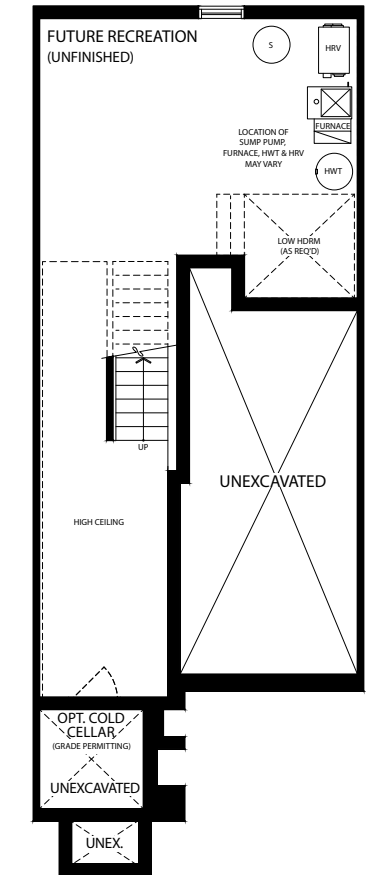 FUTURE RECREATION
(UNFINISHED)
S
HRV
FURNACE
LOCATION OF
SUMP PUMP,
FURNACE, HWT & HRV
MAY VARY
HWT
LOW HDRM
(AS REQ'D)
UP
UNEXCAVATED
HIGH CEILING
OPT. COLD
CELLAR
(GRADE PERMITTING)
UNEXCAVATED
UNEX.